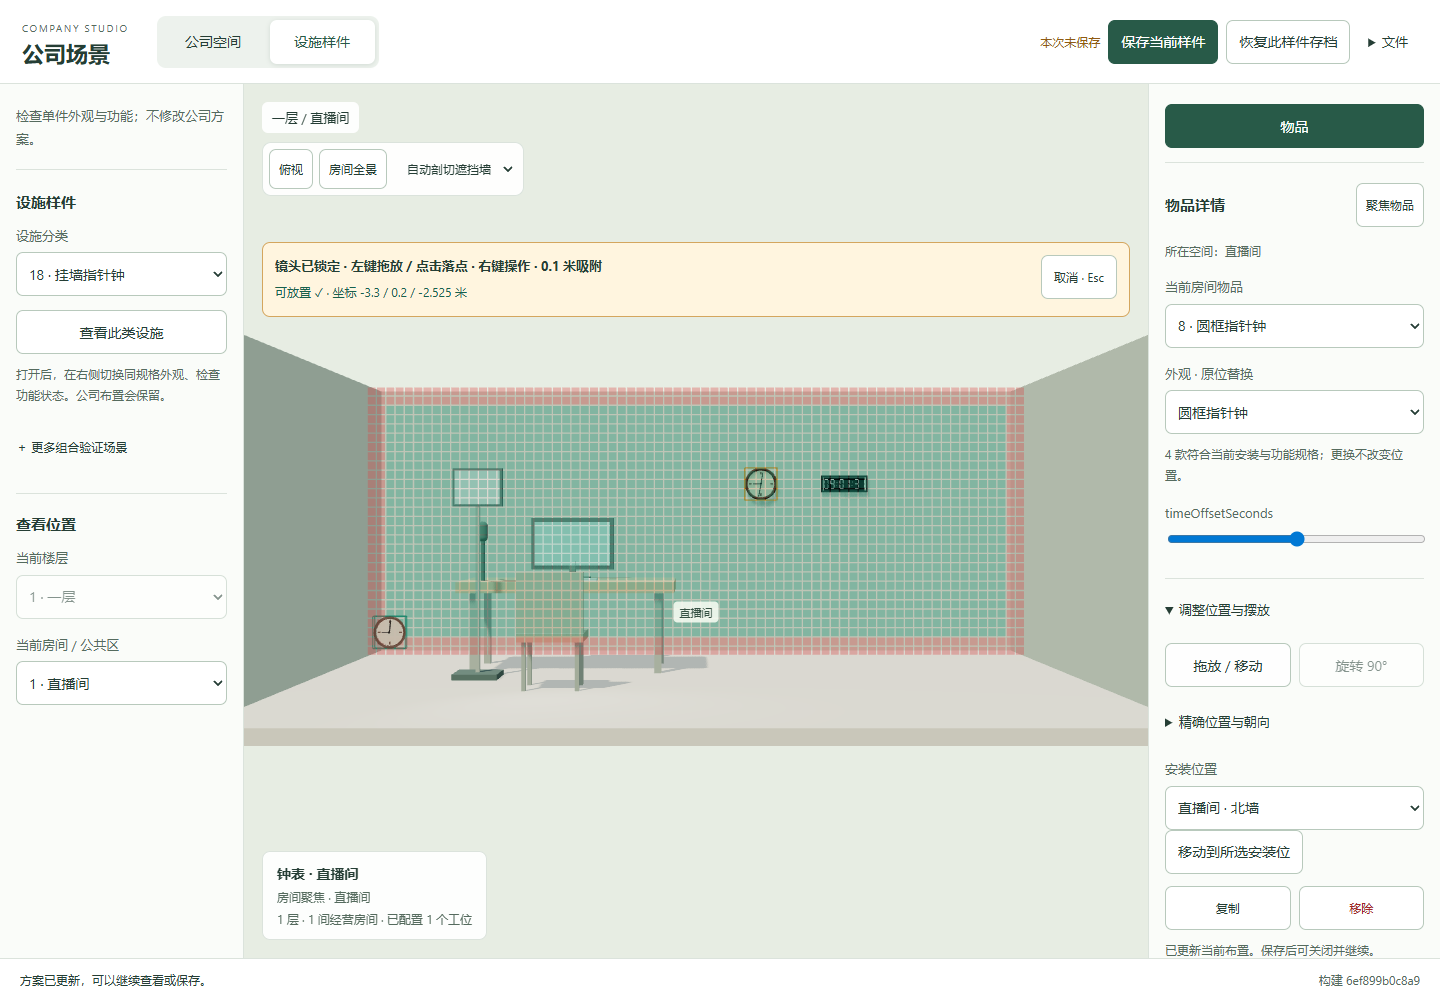 COMPANY STUDIO
公司场景
公司空间
设施样件
本次未保存
保存当前样件
恢复此样件存档
▶ 文件
检查单件外观与功能；不修改公司方
案。
设施样件
设施分类
18 · 挂墙指针钟
查看此类设施
打开后，在右侧切换同规格外观、检查
功能状态。公司布置会保留。
+ 更多组合验证场景
查看位置
当前楼层
1 · 一层
当前房间 / 公共区
1 · 直播间
一层 / 直播间
俯视
房间全景
自动剖切遮挡墙
镜头已锁定 · 左键拖放 / 点击落点 · 右键操作 · 0.1 米吸附
可放置 ✓ · 坐标 -3.3 / 0.2 / -2.525 米
取消 · Esc
09:01:31
直播间
钟表 · 直播间
房间聚焦 · 直播间
1 层 · 1 间经营房间 · 已配置 1 个工位
物品
物品详情
聚焦物品
所在空间：直播间
当前房间物品
8 · 圆框指针钟
外观 · 原位替换
圆框指针钟
4 款符合当前安装与功能规格；更换不改变位
置。
timeOffsetSeconds
▼ 调整位置与摆放
拖放 / 移动
旋转 90°
▶ 精确位置与朝向
安装位置
直播间 · 北墙
移动到所选安装位
复制
移除
已更新当前布置。保存后可关闭并继续。
方案已更新，可以继续查看或保存。
构建 6ef899b0c8a9